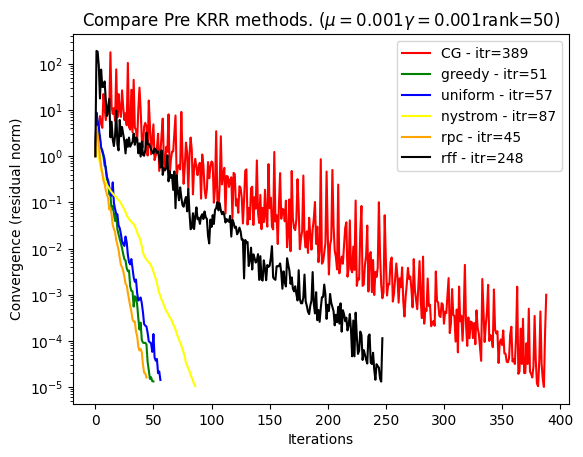 Compare Pre KRR methods. (μ = 0.001γ = 0.001rank=50)
Convergence (residual norm)
10²
10¹
10⁰
10⁻¹
10⁻²
10⁻³
10⁻⁴
10⁻⁵
CG - itr=389
greedy - itr=51
uniform - itr=57
nystrom - itr=87
rpc - itr=45
rff - itr=248
0 50 100 150 200 250 300 350 400
Iterations